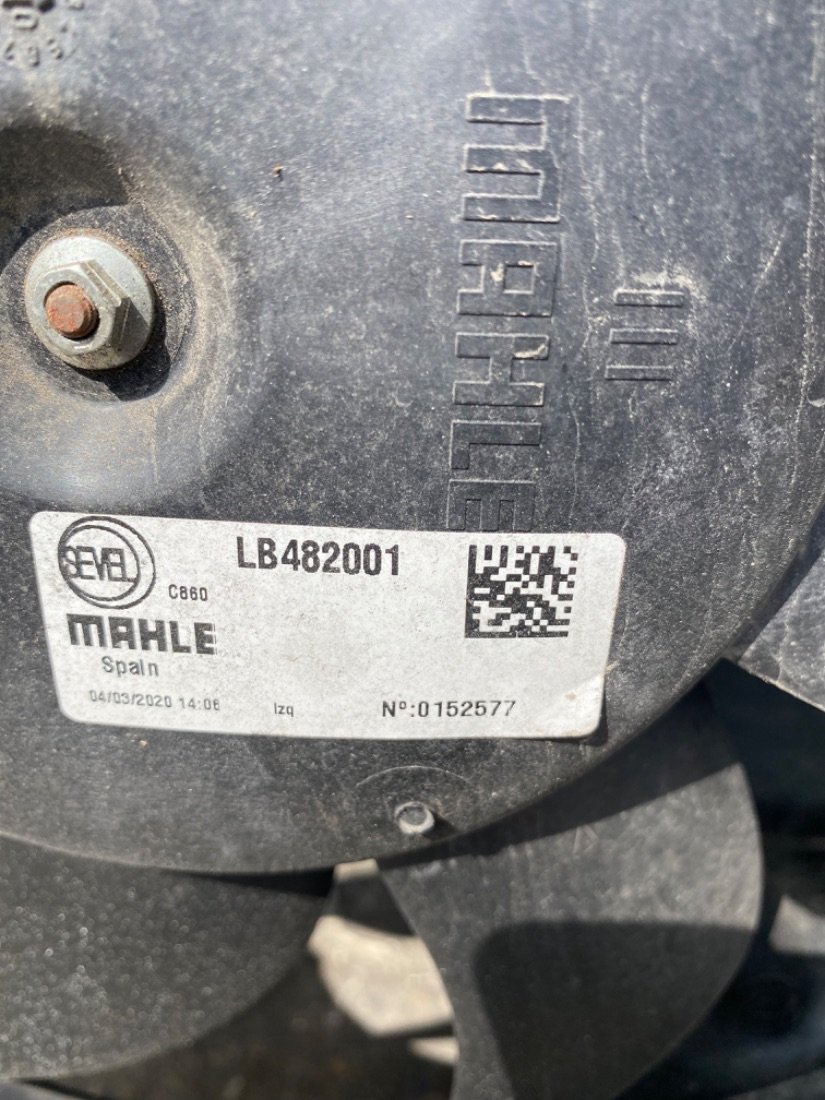 MAHLE
SEVEL
C860
LB482001
MAHLE
Spain
04/03/2020 14:06
Izq
Nº:0152577